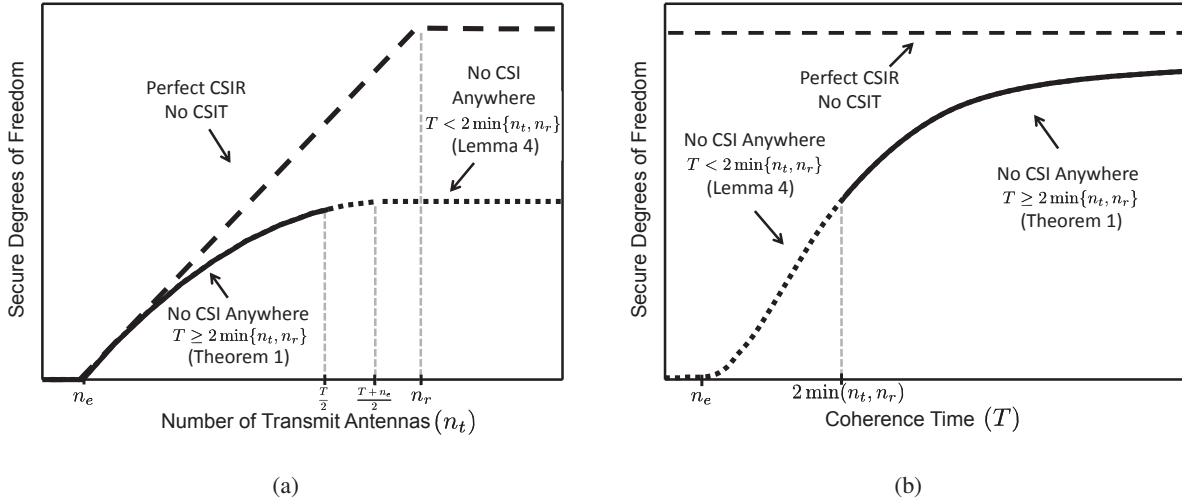 Secure Degrees of Freedom
Perfect CSIR
No CSIT
No CSI
Anywhere
T < 2 min{n_t, n_r}
(Lemma 4)
No CSI Anywhere
T ≥ 2 min{n_t, n_r}
(Theorem 1)
n_e
T/2
T+n_e/2
n_r
Number of Transmit Antennas (n_t)
(a)
Secure Degrees of Freedom
Perfect CSIR
No CSIT
No CSI Anywhere
T < 2 min{n_t, n_r}
(Lemma 4)
No CSI Anywhere
T ≥ 2 min{n_t, n_r}
(Theorem 1)
n_e
2 min(n_t, n_r)
Coherence Time (T)
(b)